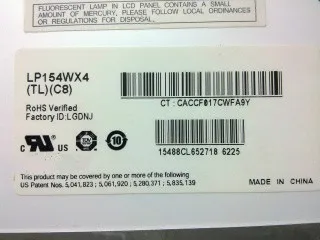 FLUORESCENT LAMP IN LCD PANEL CONTAINS A SMALL
AMOUNT OF MERCURY, PLEASE FOLLOW LOCAL ORDINANCES
OR REGULATIONS FOR DISPOSAL.
LP154WX4
(TL)(C8)
RoHS Verified
Factory ID:LGDNJ
CT: CACCF017CWFA9Y
c US
10
15488CL652718 6225
This product may be covered by one or more of the following
US Patent Nos. 5,041,823 ; 5,061,920 ; 5,280,371 ; 5,835,139
MADE IN CHINA